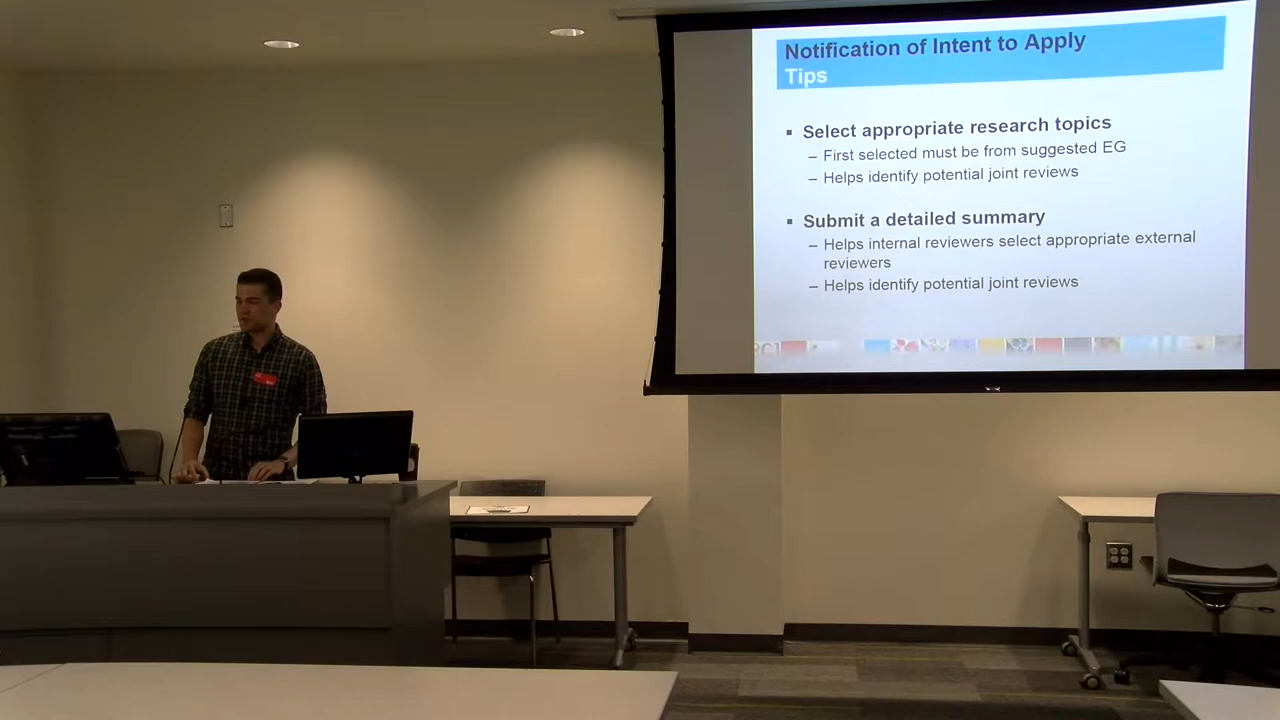 Notification of Intent to Apply
Tips
▪ Select appropriate research topics
– First selected must be from suggested EG
– Helps identify potential joint reviews
▪ Submit a detailed summary
– Helps internal reviewers select appropriate external
reviewers
– Helps identify potential joint reviews